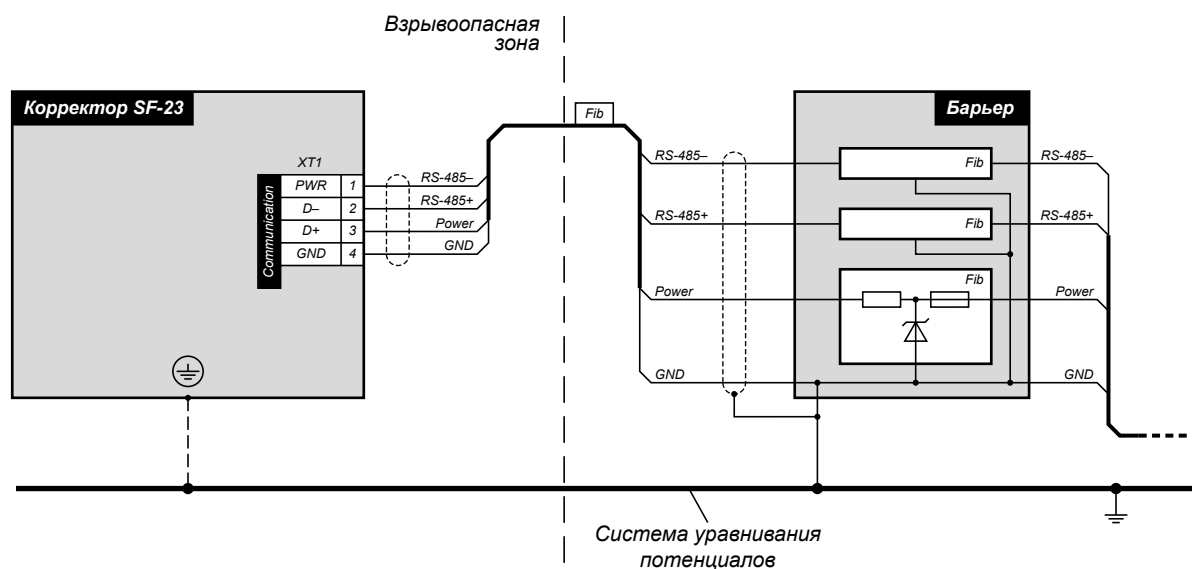 Взрывоопасная
зона
Корректор SF-23
Fib
Барьер
XT1
Communication
PWR 1
D– 2
D+ 3
GND 4
RS-485–
RS-485+
Power
GND
RS-485–
RS-485+
Power
GND
Fib
Fib
Fib
RS-485–
RS-485+
Power
GND
Система уравнивания
потенциалов